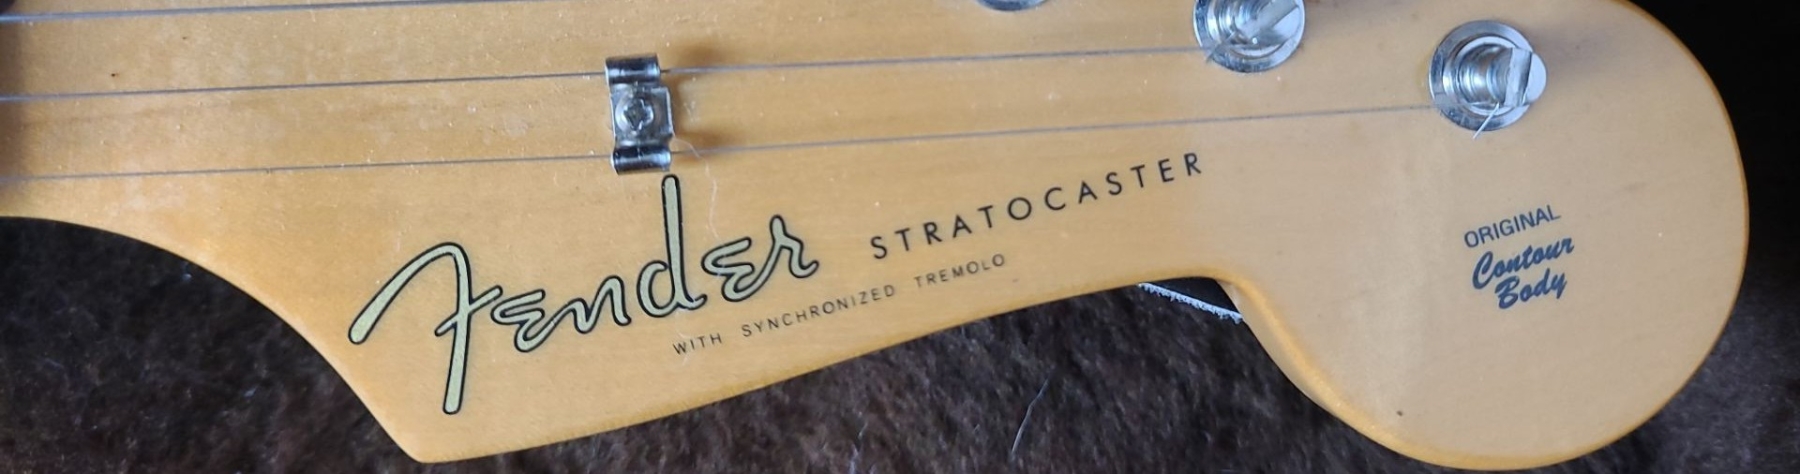 Fender STRATOCASTER
WITH SYNCHRONIZED TREMOLO
ORIGINAL
Contour
Body